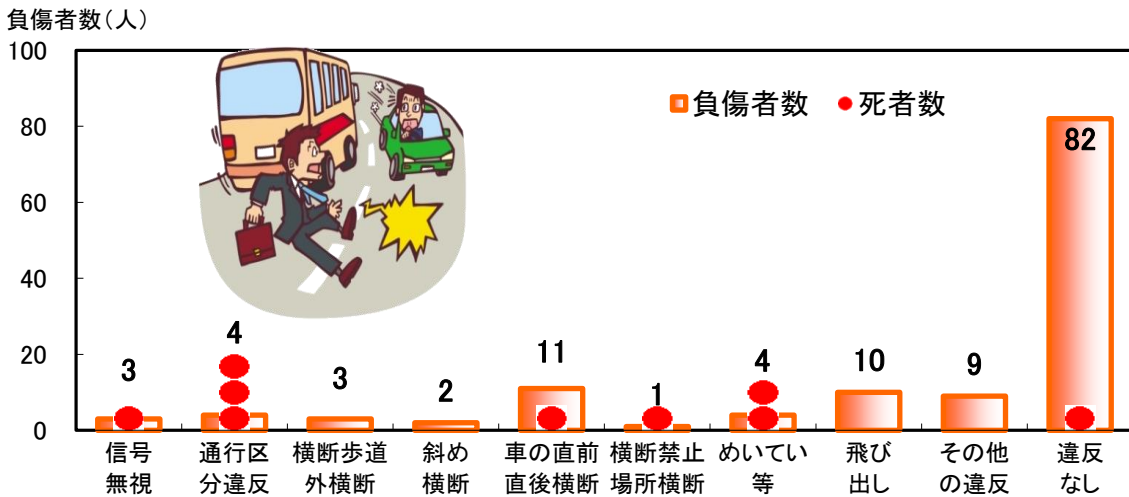 負傷者数(人)
100
80
60
40
20
0
負傷者数 死者数
3
4
3
2
11
1
4
10
9
82
信号
無視
通行区
分違反
横断歩道
外横断
斜め
横断
車の直前
直後横断
横断禁止
場所横断
めいてい
等
飛び
出し
その他
の違反
違反
なし